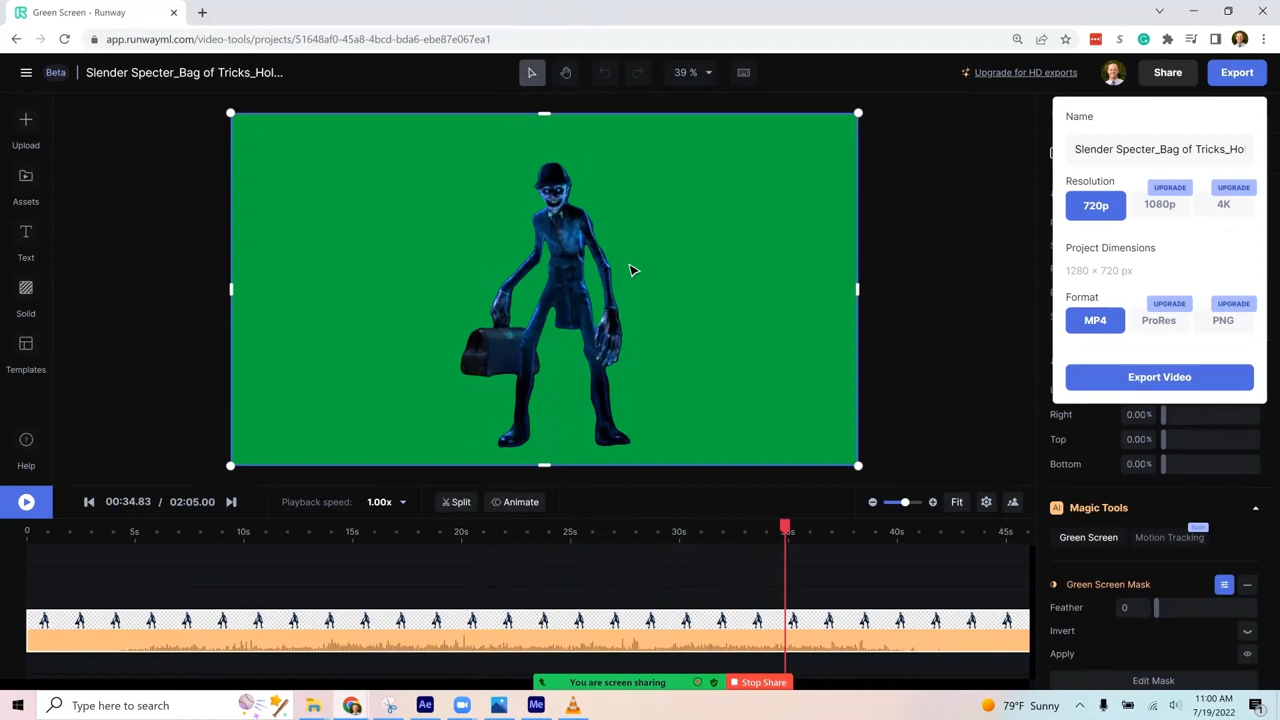 Green Screen - Runway
app.runwayml.com/video-tools/projects/51648af0-45a8-4bcd-bda6-ebe87e067ea1
Beta
Slender Specter_Bag of Tricks_Hol...
39 %
Upgrade for HD exports
Share
Export
Upload
Assets
Text
Solid
Templates
Help
Name
Slender Specter_Bag of Tricks_Hol
Resolution
UPGRADE UPGRADE
720p 1080p 4K
Project Dimensions
1280 × 720 px
Format
UPGRADE UPGRADE
MP4 ProRes PNG
Export Video
Right 0.00%
Top 0.00%
Bottom 0.00%
00:34.83 / 02:05.00
Playback speed: 1.00x
Split
Animate
Fit
0 5s 10s 15s 20s 25s 30s 40s 45s
AI Magic Tools
Soon
Green Screen Motion Tracking
Green Screen Mask
Feather 0
Invert
Apply
Edit Mask
You are screen sharing
Stop Share
Type here to search
Ae
Me
79°F Sunny
11:00 AM
7/19/2022